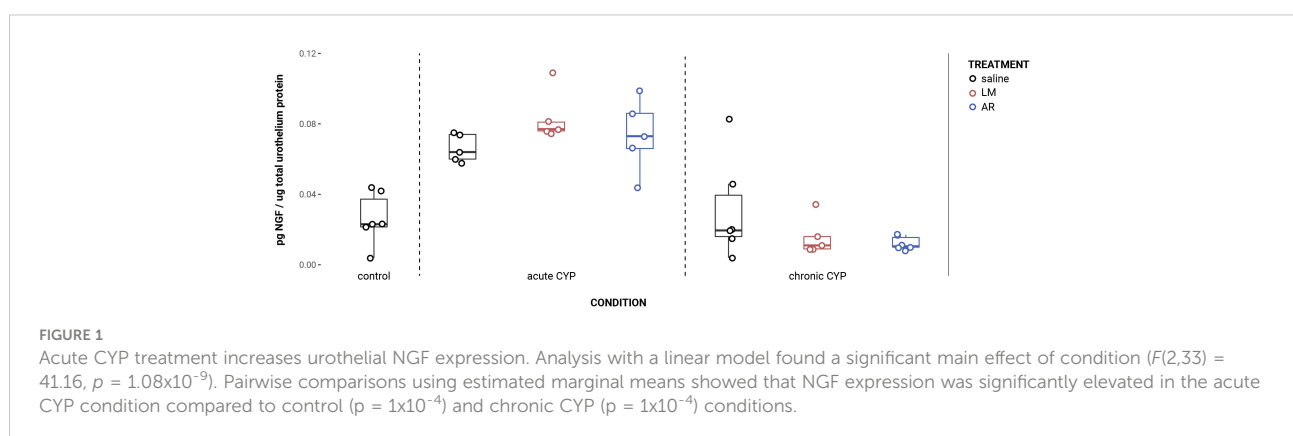 0.12
0.08
0.04
0.00
pg NGF / ug total urothelium protein
control
acute CYP
chronic CYP
CONDITION
TREATMENT
saline
LM
AR
FIGURE 1
Acute CYP treatment increases urothelial NGF expression. Analysis with a linear model found a significant main effect of condition (F(2,33) =
41.16, p = 1.08x10⁻⁹). Pairwise comparisons using estimated marginal means showed that NGF expression was significantly elevated in the acute
CYP condition compared to control (p = 1x10⁻⁴) and chronic CYP (p = 1x10⁻⁴) conditions.